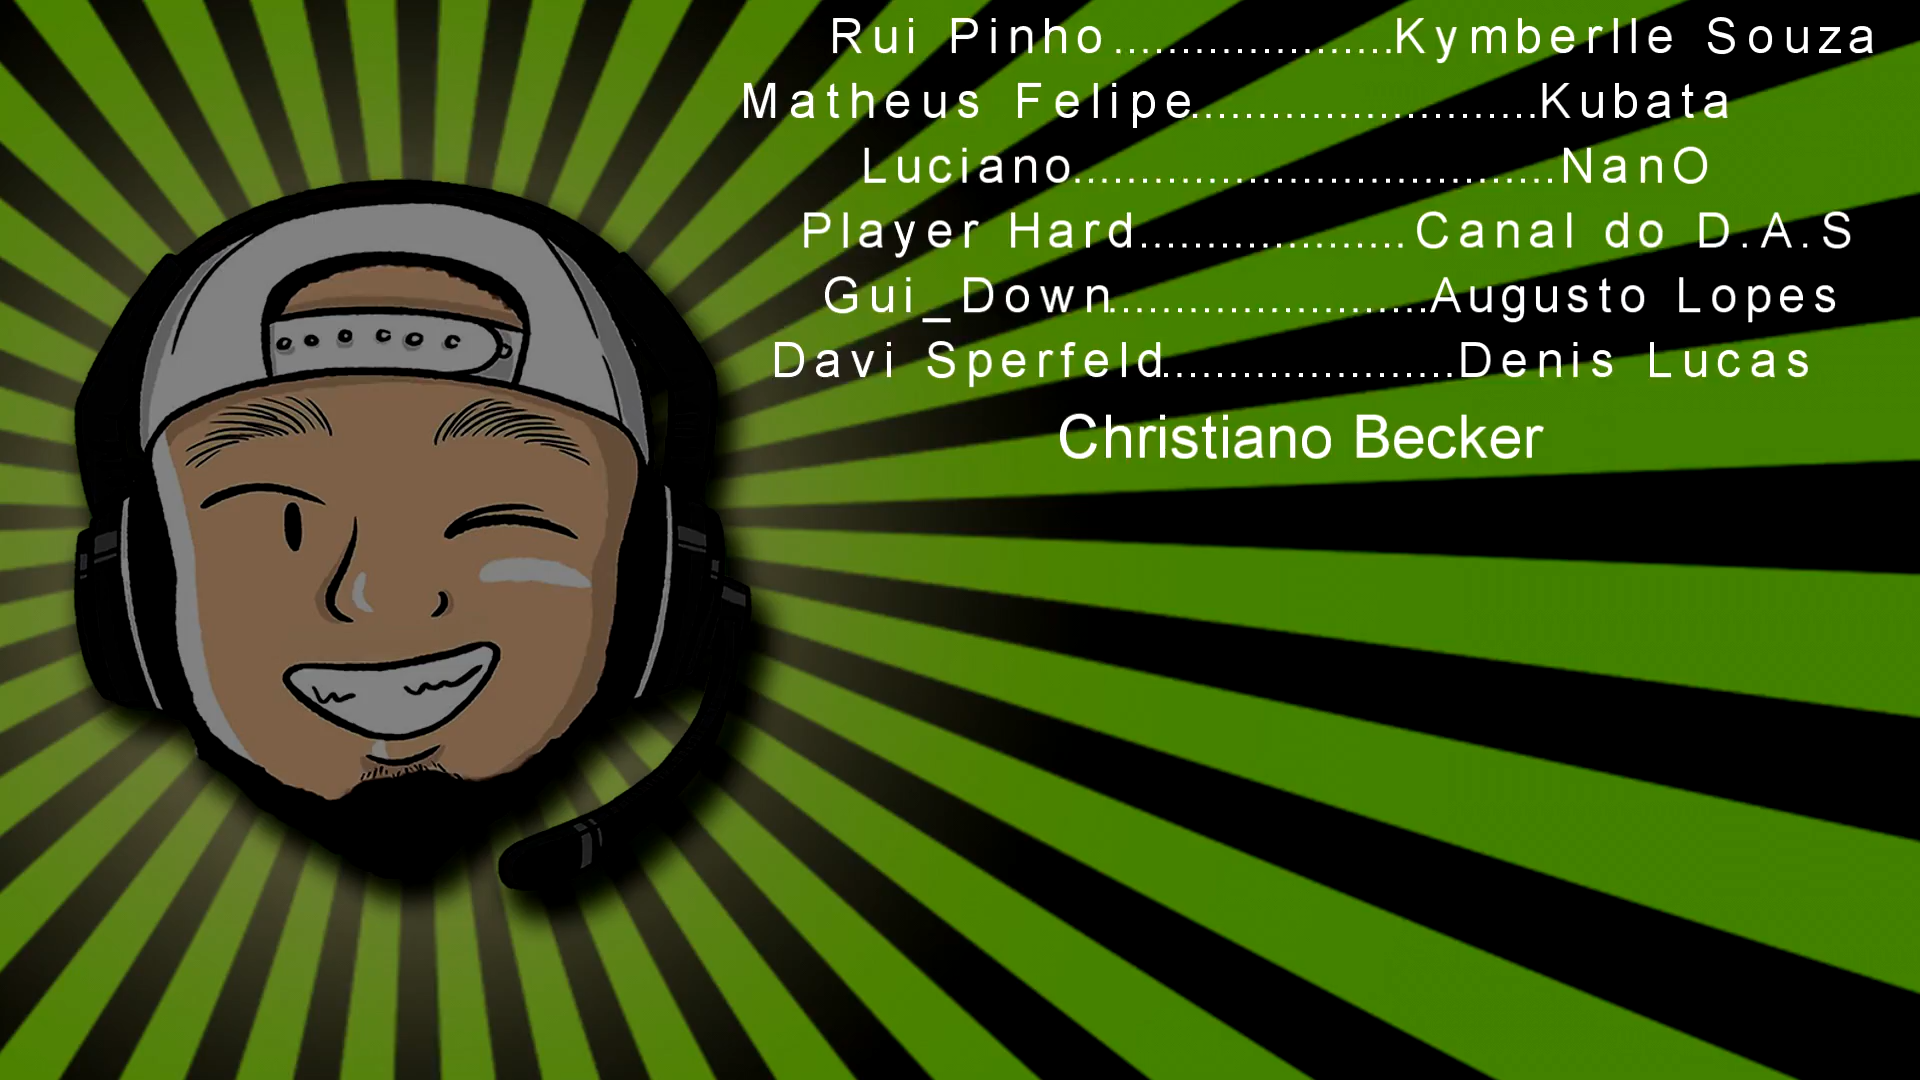 Rui Pinho.....................Kymberlle Souza
Matheus Felipe..........................Kubata
Luciano....................................NanO
Player Hard....................Canal do D.A.S
Gui_Down........................Augusto Lopes
Davi Sperfeld......................Denis Lucas
Christiano Becker